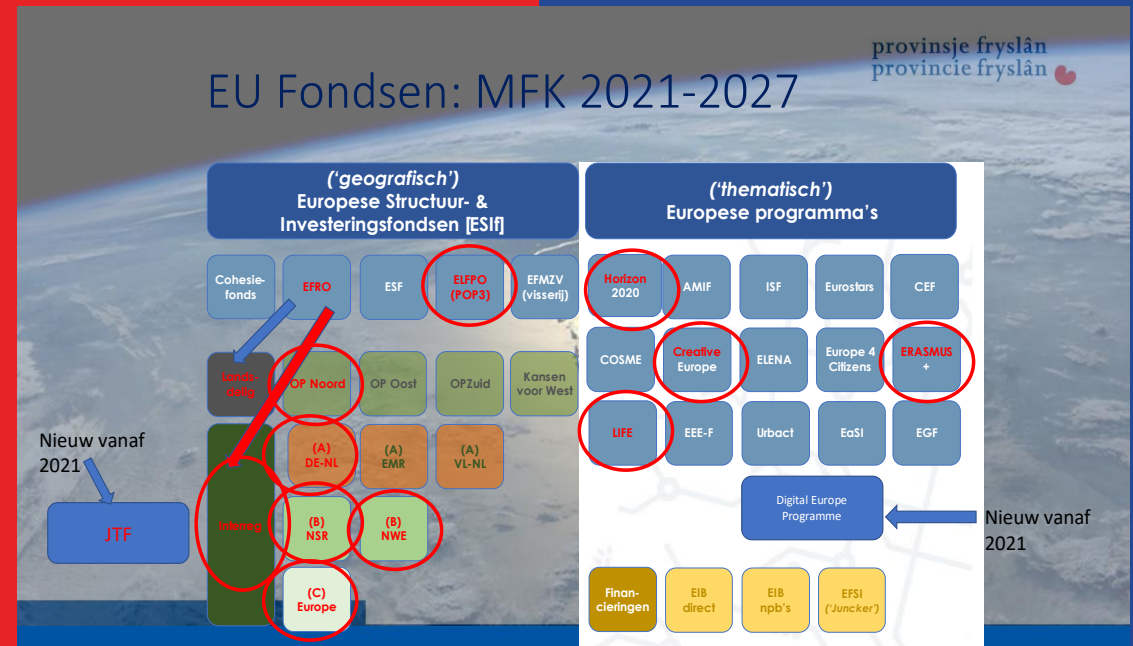 provinsje fryslân
provincie fryslân
EU Fondsen: MFK 2021-2027
(‘geografisch’)
Europese Structuur- &
Investeringsfondsen [ESIf]
(‘thematisch’)
Europese programma’s
Cohesie-
fonds
EFRO
ESF
ELFPO
(POP3)
EFMZV
(visserij)
Horizon
2020
AMIF
ISF
Eurostars
CEF
Lands-
delig
OP Noord
OP Oost
OPZuid
Kansen
voor West
COSME
Creative
Europe
ELENA
Europe 4
Citizens
ERASMUS
+
Nieuw vanaf
2021
JTF
Interreg
(A)
DE-NL
(A)
EMR
(A)
VL-NL
LIFE
EEE-F
Urbact
EaSI
EGF
(B)
NSR
(B)
NWE
Digital Europe
Programme
Nieuw vanaf
2021
(C)
Europe
Finan-
cieringen
EIB
direct
EIB
npb's
EFSI
('Juncker')